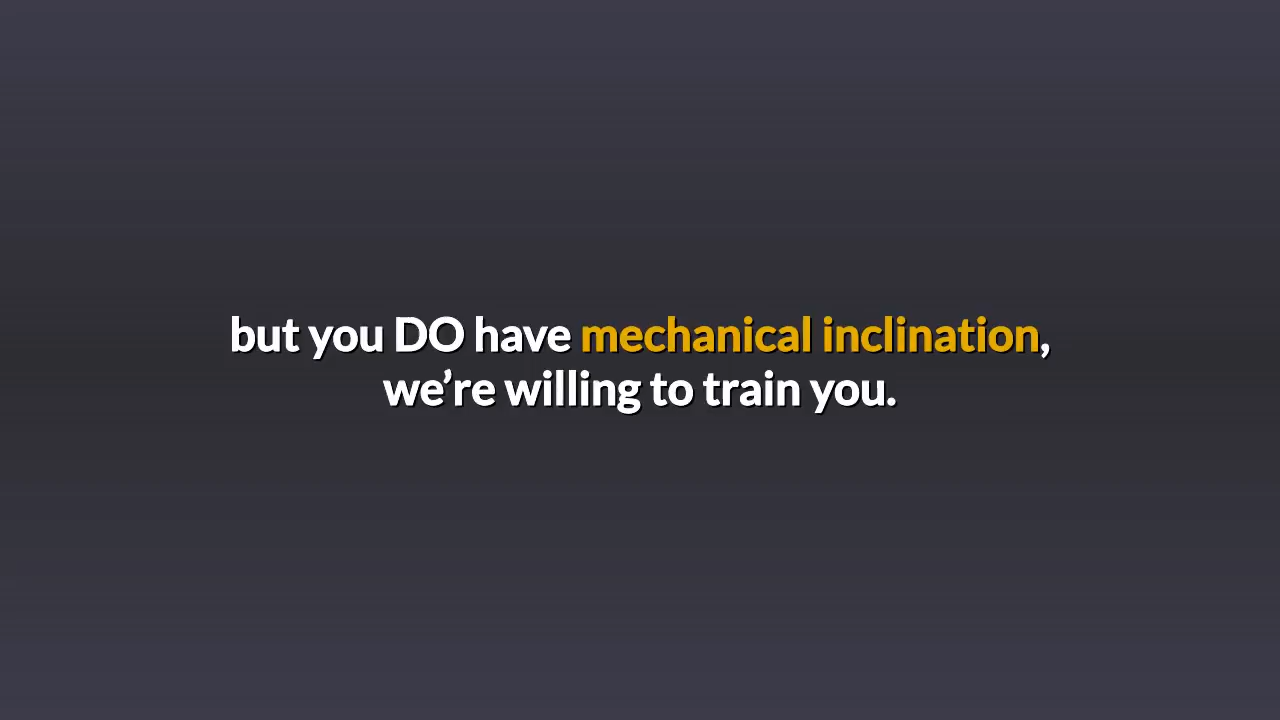 but you DO have mechanical inclination,
we’re willing to train you.